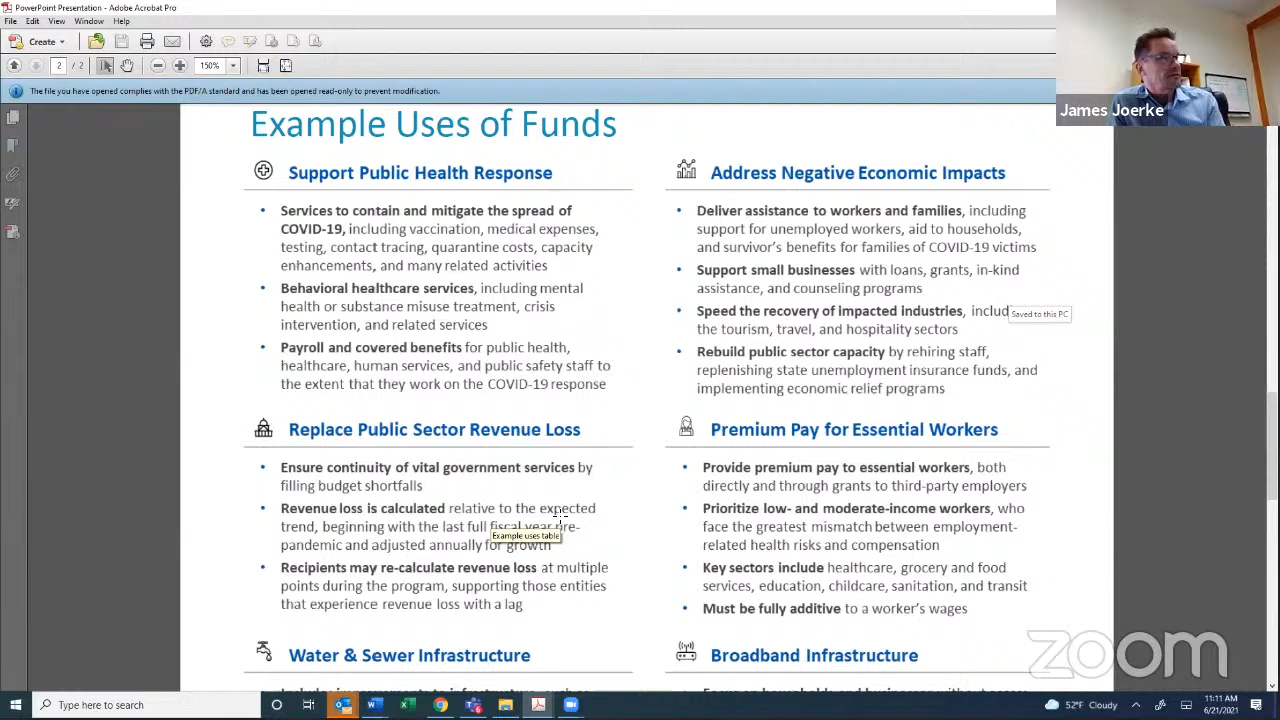 PowerPoint Presentation - Adobe Acrobat Pro
File Edit View Window Help
Create
2 / 2
150%
The file you have opened complies with the PDF/A standard and has been opened read-only to prevent modification.
James Joerke
Example Uses of Funds
Support Public Health Response
Services to contain and mitigate the spread of
COVID-19, including vaccination, medical expenses,
testing, contact tracing, quarantine costs, capacity
enhancements, and many related activities
Behavioral healthcare services, including mental
health or substance misuse treatment, crisis
intervention, and related services
Payroll and covered benefits for public health,
healthcare, human services, and public safety staff to
the extent that they work on the COVID-19 response
Address Negative Economic Impacts
Deliver assistance to workers and families, including
support for unemployed workers, aid to households,
and survivor's benefits for families of COVID-19 victims
Support small businesses with loans, grants, in-kind
assistance, and counseling programs
Speed the recovery of impacted industries,
Saved to this PC
the tourism, travel, and hospitality sectors
Rebuild public sector capacity by rehiring staff,
replenishing state unemployment insurance funds, and
implementing economic relief programs
Replace Public Sector Revenue Loss
Ensure continuity of vital government services by
filling budget shortfalls
Revenue loss is calculated relative to the expected
trend, beginning with the last full fiscal year pre-
Example uses table
pandemic and adjusted annually for growth
Recipients may re-calculate revenue loss at multiple
points during the program, supporting those entities
that experience revenue loss with a lag
Premium Pay for Essential Workers
Provide premium pay to essential workers, both
directly and through grants to third-party employers
Prioritize low- and moderate-income workers, who
face the greatest mismatch between employment-
related health risks and compensation
Key sectors include healthcare, grocery and food
services, education, childcare, sanitation, and transit
Must be fully additive to a worker's wages
Water & Sewer Infrastructure
Broadband Infrastructure
zoom
Type here to search
52°F Cloudy
11:11 AM
6/21/2021